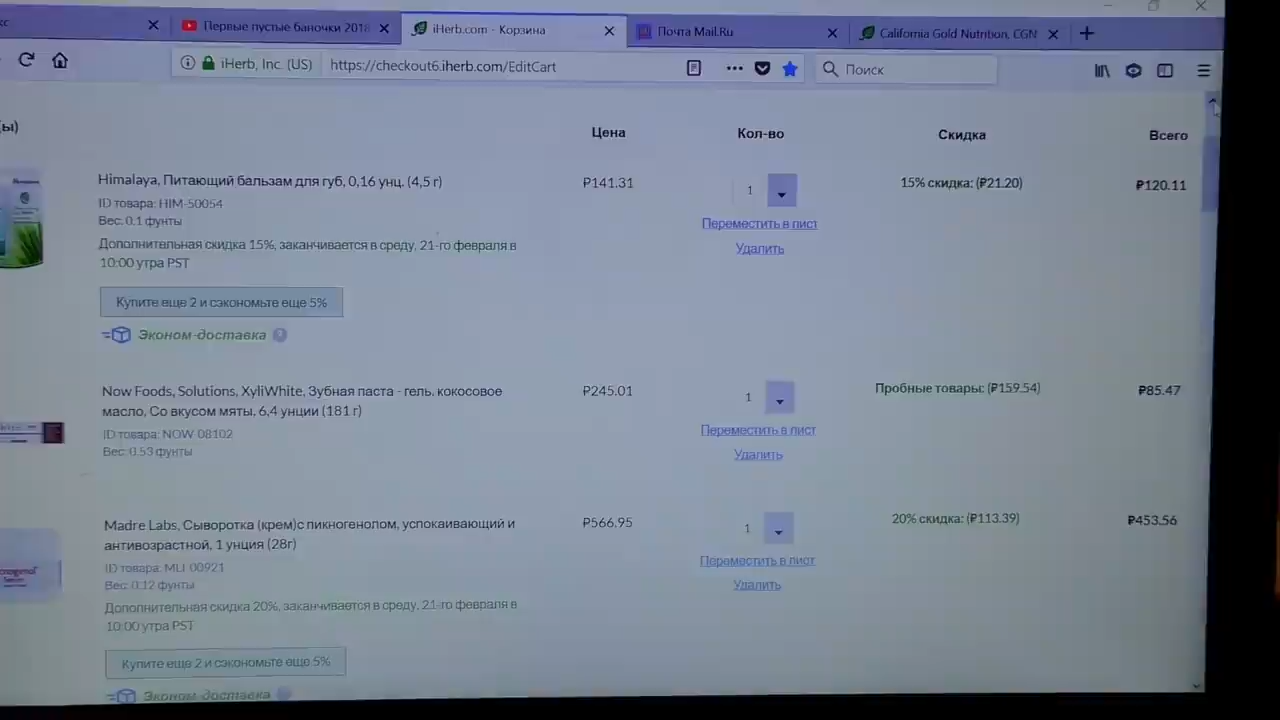 Первые пустые баночки 2018
iHerb.com - Корзина
Почта Mail.Ru
California Gold Nutrition, CGN
iHerb, Inc. (US)
https://checkout6.iherb.com/EditCart
Поиск
(ы)
Цена
Кол-во
Скидка
Всего
Himalaya, Питающий бальзам для губ, 0,16 унц. (4,5 г)
₽141.31
1
15% скидка: (₽21.20)
₽120.11
ID товара: HIM-50054
Вес: 0.1 фунты
Переместить в лист
Дополнительная скидка 15%, заканчивается в среду, 21-го февраля в
10:00 утра PST
Удалить
Купите еще 2 и сэкономьте еще 5%
Эконом-доставка
Now Foods, Solutions, XyliWhite, Зубная паста - гель, кокосовое
масло, Со вкусом мяты, 6,4 унции (181 г)
₽245.01
1
Пробные товары: (₽159.54)
₽85.47
ID товара: NOW-08102
Вес: 0.53 фунты
Переместить в лист
Удалить
Madre Labs, Сыворотка (крем)с пикногенолом, успокаивающий и
антивозрастной, 1 унция (28г)
₽566.95
1
20% скидка: (₽113.39)
₽453.56
ID товара: MLI-00921
Вес: 0.12 фунты
Переместить в лист
Удалить
Дополнительная скидка 20%, заканчивается в среду, 21-го февраля в
10:00 утра PST
Купите еще 2 и сэкономьте еще 5%
Эконом-доставка